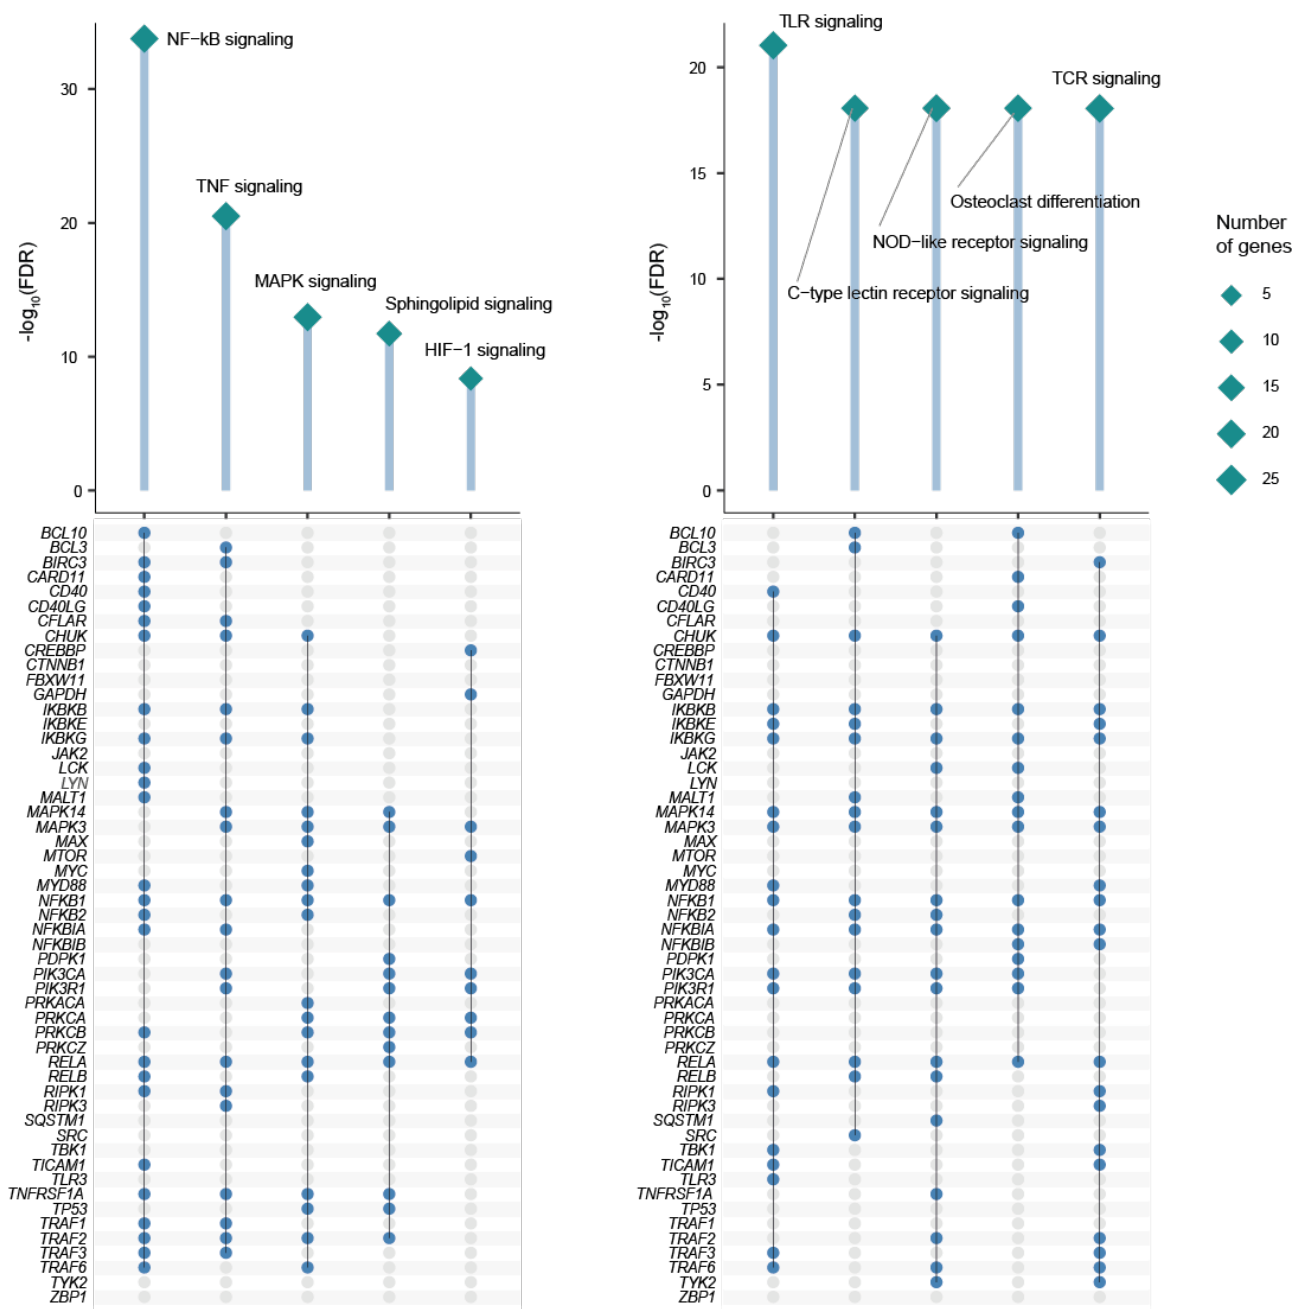 NF-kB signaling
TNF signaling
MAPK signaling
Sphingolipid signaling
HIF-1 signaling
-log10(FDR)
30
20
10
0
TLR signaling
TCR signaling
Osteoclast differentiation
NOD-like receptor signaling
C-type lectin receptor signaling
-log10(FDR)
20
15
10
5
0
Number
of genes
5
10
15
20
25
BCL10
BCL3
BIRC3
CARD11
CD40
CD40LG
CFLAR
CHUK
CREBBP
CTNNB1
FBXW11
GAPDH
IKBKB
IKBKE
IKBKG
JAK2
LCK
LYN
MALT1
MAPK14
MAPK3
MAX
MTOR
MYC
MYD88
NFKB1
NFKB2
NFKBIA
NFKBIB
PDPK1
PIK3CA
PIK3R1
PRKACA
PRKCA
PRKCB
PRKCZ
RELA
RELB
RIPK1
RIPK3
SQSTM1
SRC
TBK1
TICAM1
TLR3
TNFRSF1A
TP53
TRAF1
TRAF2
TRAF3
TRAF6
TYK2
ZBP1
BCL10
BCL3
BIRC3
CARD11
CD40
CD40LG
CFLAR
CHUK
CREBBP
CTNNB1
FBXW11
GAPDH
IKBKB
IKBKE
IKBKG
JAK2
LCK
LYN
MALT1
MAPK14
MAPK3
MAX
MTOR
MYC
MYD88
NFKB1
NFKB2
NFKBIA
NFKBIB
PDPK1
PIK3CA
PIK3R1
PRKACA
PRKCA
PRKCB
PRKCZ
RELA
RELB
RIPK1
RIPK3
SQSTM1
SRC
TBK1
TICAM1
TLR3
TNFRSF1A
TP53
TRAF1
TRAF2
TRAF3
TRAF6
TYK2
ZBP1